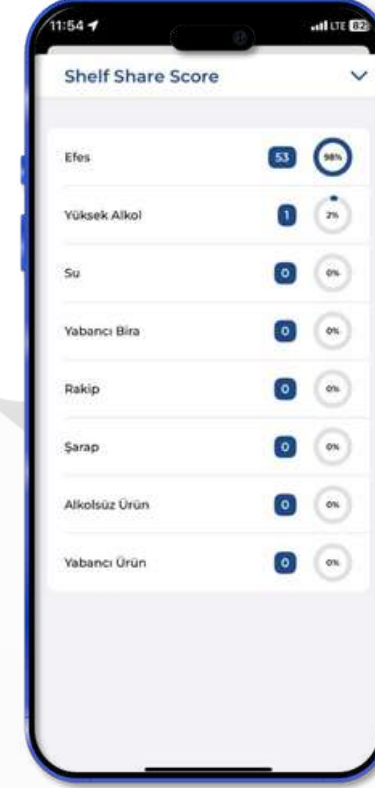 11:54
LTE 82
Shelf Share Score
Efes 53 98%
Yüksek Alkol 1 2%
Su 0 0%
Yabancı Bira 0 0%
Rakip 0 0%
Şarap 0 0%
Alkolsüz Ürün 0 0%
Yabancı Ürün 0 0%